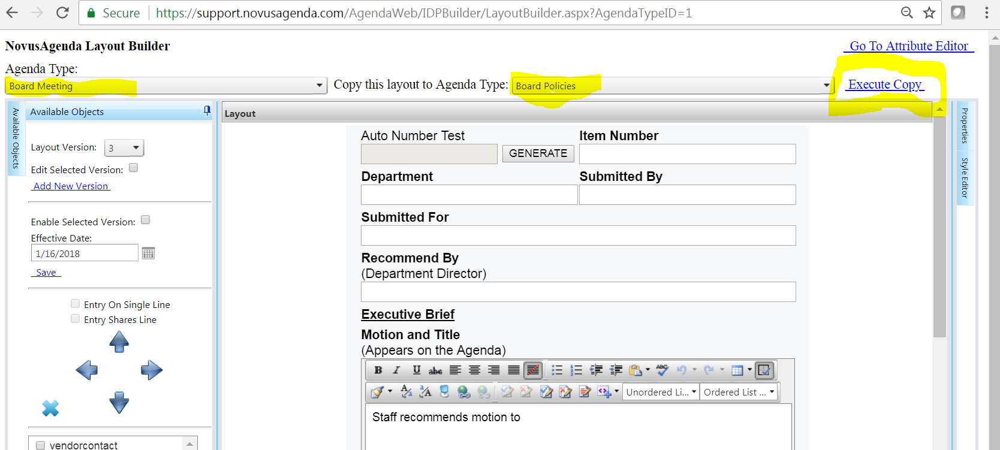 Secure
https://support.novusagenda.com/AgendaWeb/IDPBuilder/LayoutBuilder.aspx?AgendaTypeID=1
NovusAgenda Layout Builder
Go To Attribute Editor
Agenda Type:
Board Meeting
Copy this layout to Agenda Type:
Board Policies
Execute Copy
Available Objects
Available Objects
Layout Version:
3
Edit Selected Version:
Add New Version
Enable Selected Version:
Effective Date:
1/16/2018
Save
Entry On Single Line
Entry Shares Line
vendorcontact
Layout
Auto Number Test
GENERATE
Item Number
Department
Submitted By
Submitted For
Recommend By
(Department Director)
Executive Brief
Motion and Title
(Appears on the Agenda)
B I U abc
ABC
Unordered Li...
Ordered List ...
Staff recommends motion to
Properties
Style Editor